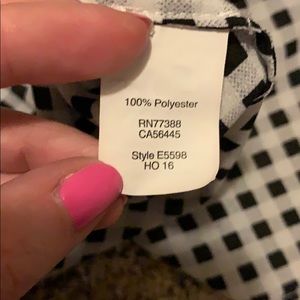 100% Polyester
RN77388
CA56445
Style E5598
HO 16